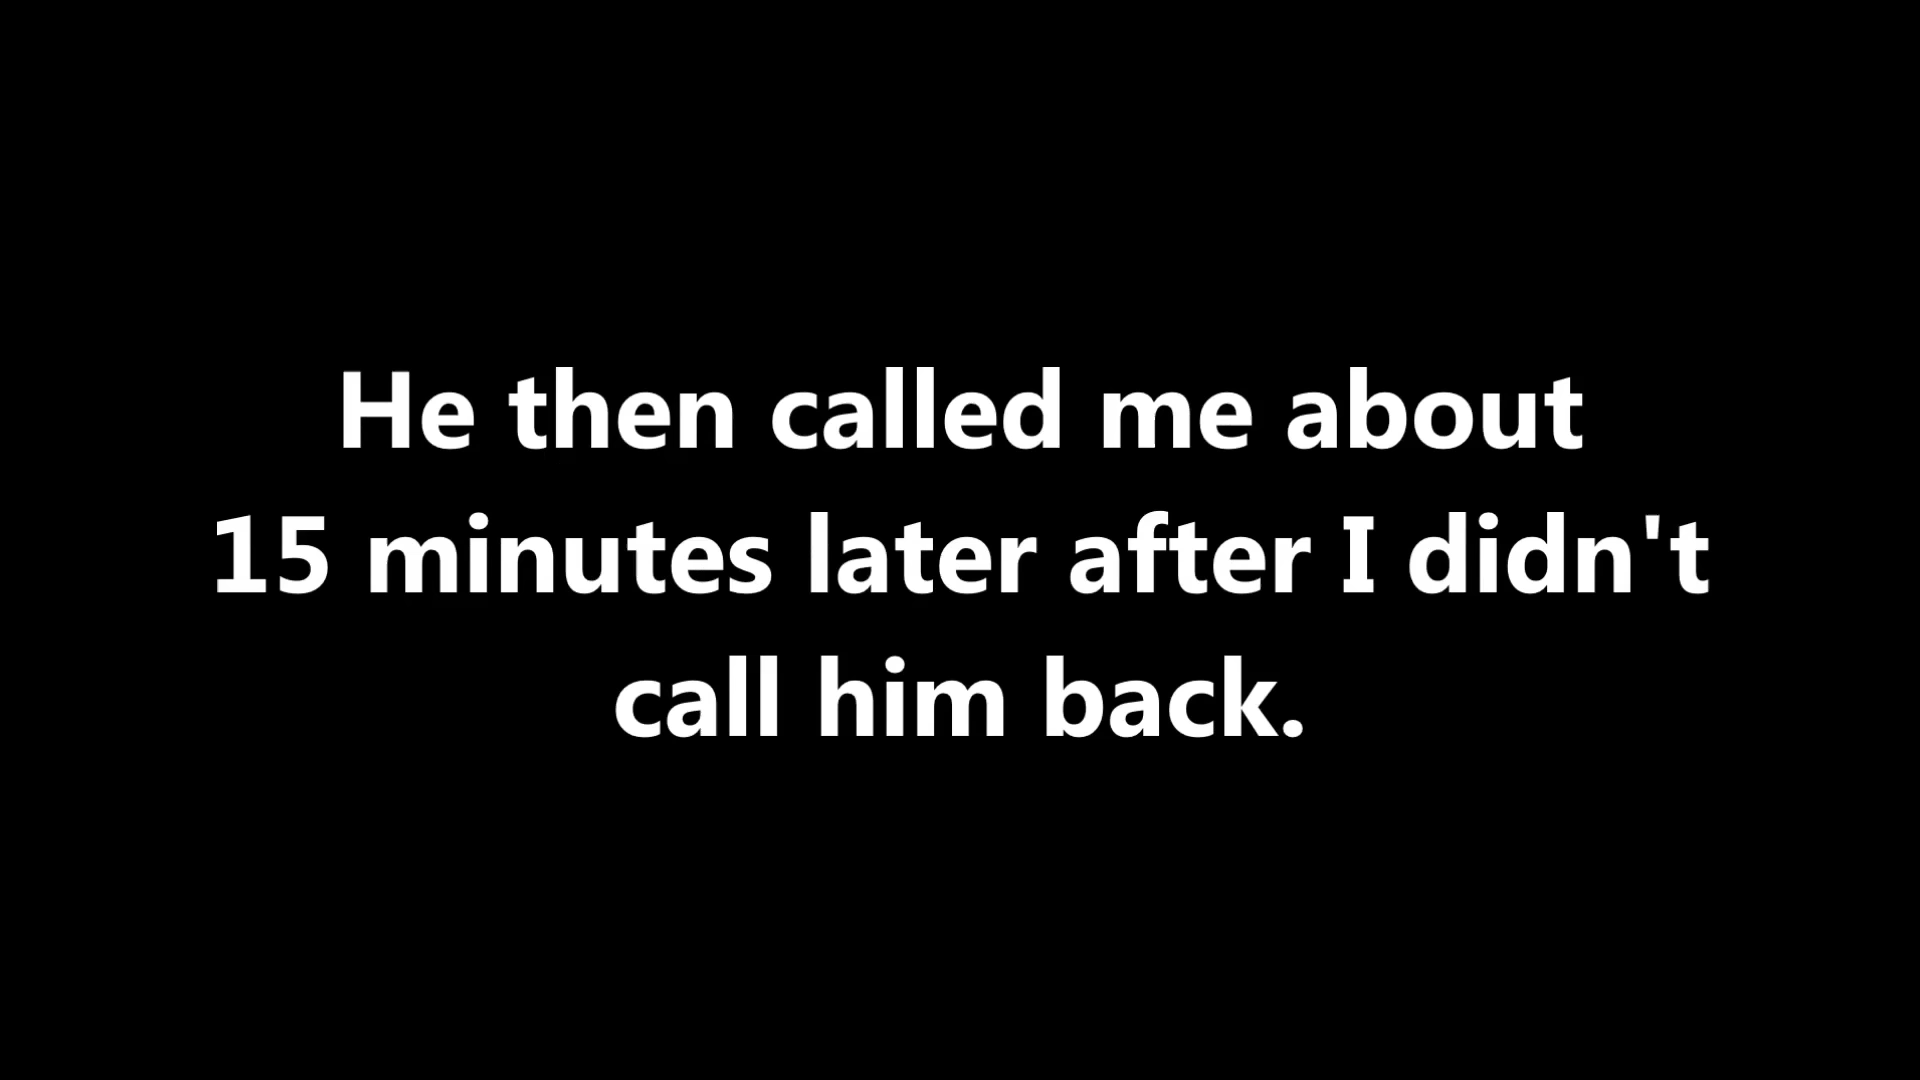 He then called me about
15 minutes later after I didn't
call him back.